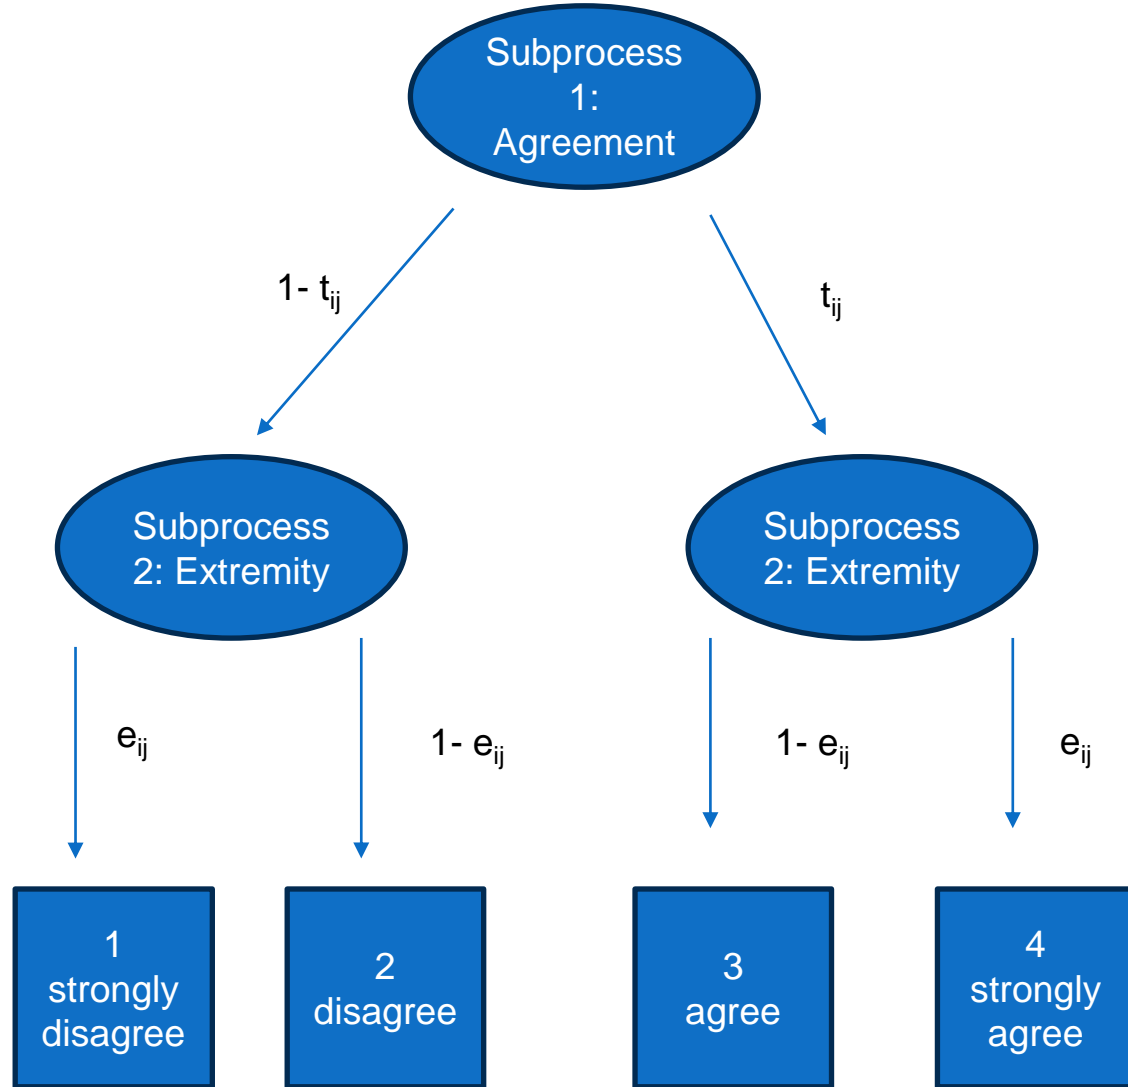 Subprocess
1:
Agreement
1- tij
tij
Subprocess
2: Extremity
Subprocess
2: Extremity
eij
1- eij
1- eij
eij
1
strongly
disagree
2
disagree
3
agree
4
strongly
agree